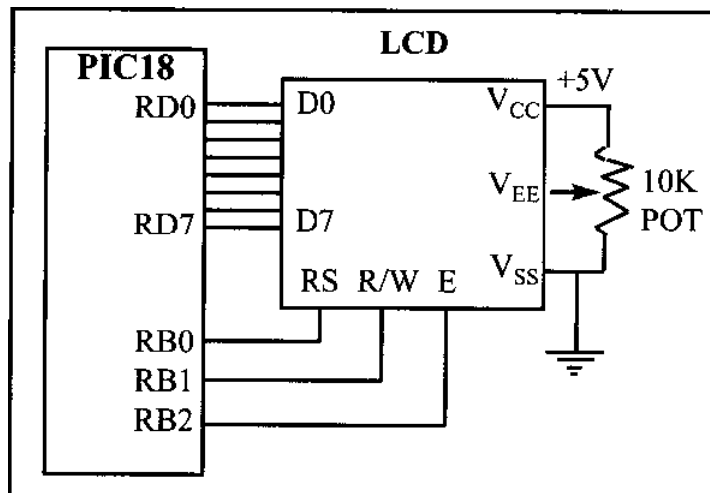 LCD
PIC18
RD0
RD7
RB0
RB1
RB2
D0
D7
RS R/W E
VCC
VEE
VSS
+5V
10K
POT